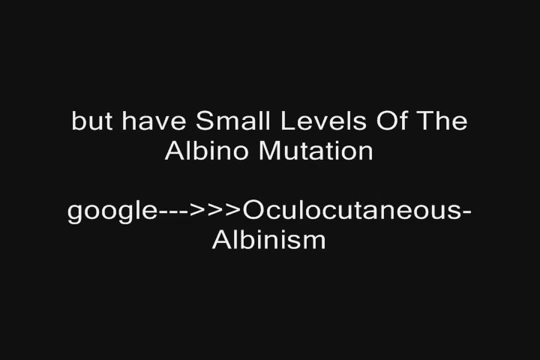 but have Small Levels Of The
Albino Mutation
google--->>>Oculocutaneous-
Albinism